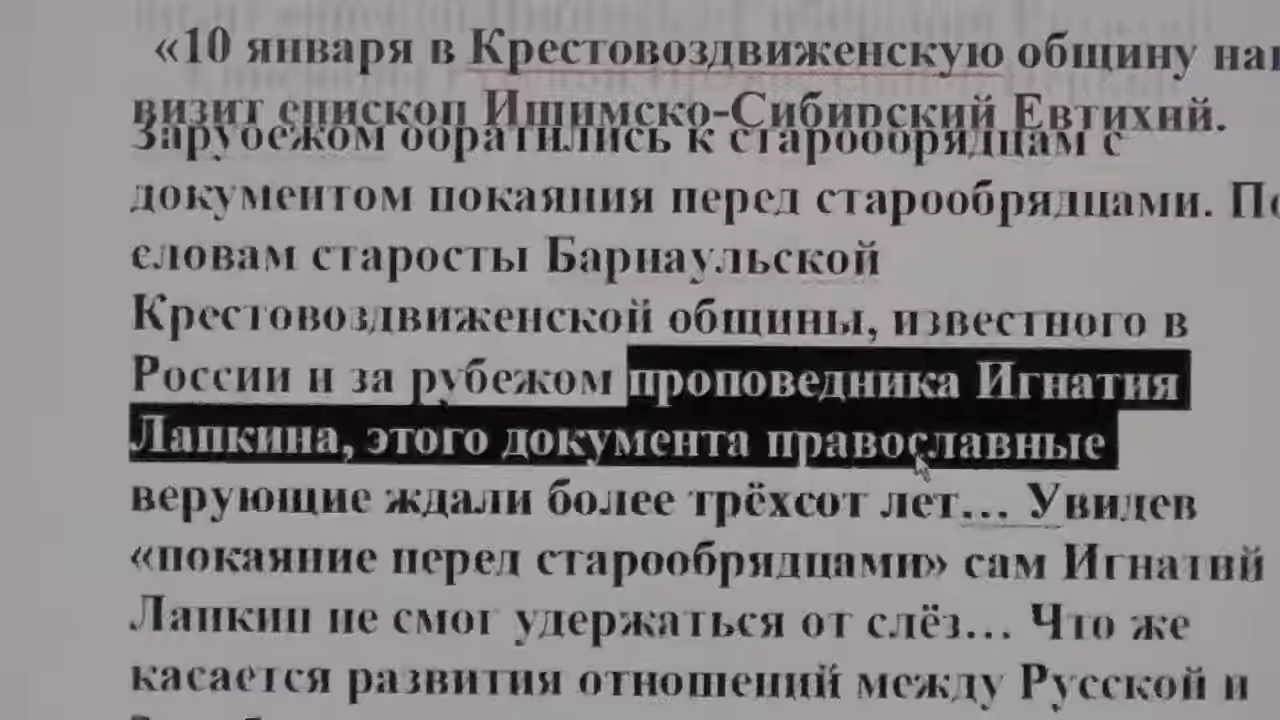 «10 января в Крестовоздвиженскую общину
визит епископ Ишимско-Сибирский Евтихий.
Зарубежом обратились к старообрядцам с
документом покаяния перед старообрядцами.
словам старосты Барнаульской
Крестовоздвиженской общины, известного в
России и за рубежом проповедника Игнатия
Лапкина, этого документа православные
верующие ждали более трёхсот лет... Увидев
«покаяние перед старообрядцами» сам Игнатий
Лапкин не смог удержаться от слёз... Что же
касается развития отношений между Русской и